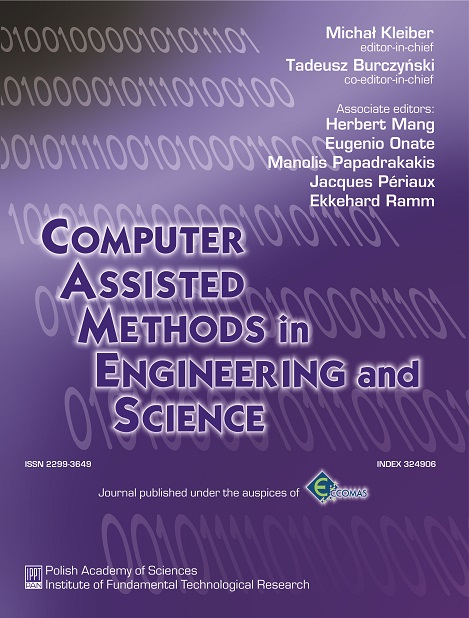 Michał Kleiber
editor-in-chief
Tadeusz Burczyński
co-editor-in-chief
Associate editors:
Herbert Mang
Eugenio Onate
Manolis Papadrakakis
Jacques Périaux
Ekkehard Ramm
COMPUTER
ASSISTED
METHODS in
ENGINEERING and
SCIENCE
ISSN 2299-3649
INDEX 324906
Journal published under the auspices of ECCOMAS
IPPT
PAN
Polish Academy of Sciences
Institute of Fundamental Technological Research